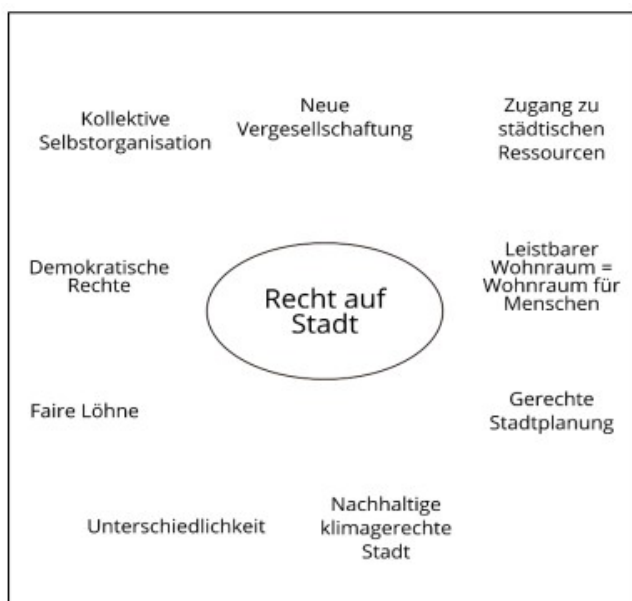 Kollektive
Selbstorganisation
Neue
Vergesellschaftung
Zugang zu
städtischen
Ressourcen
Demokratische
Rechte
Recht auf
Stadt
Leistbarer
Wohnraum =
Wohnraum für
Menschen
Faire Löhne
Gerechte
Stadtplanung
Unterschiedlichkeit
Nachhaltige
klimagerechte
Stadt